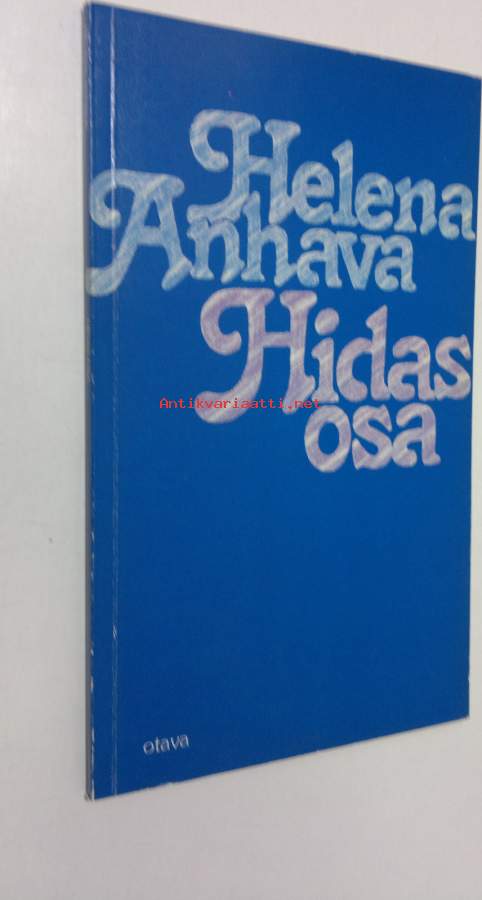 Helena
Anhava
Hidas
Antikvariaatti.net
osa
otava